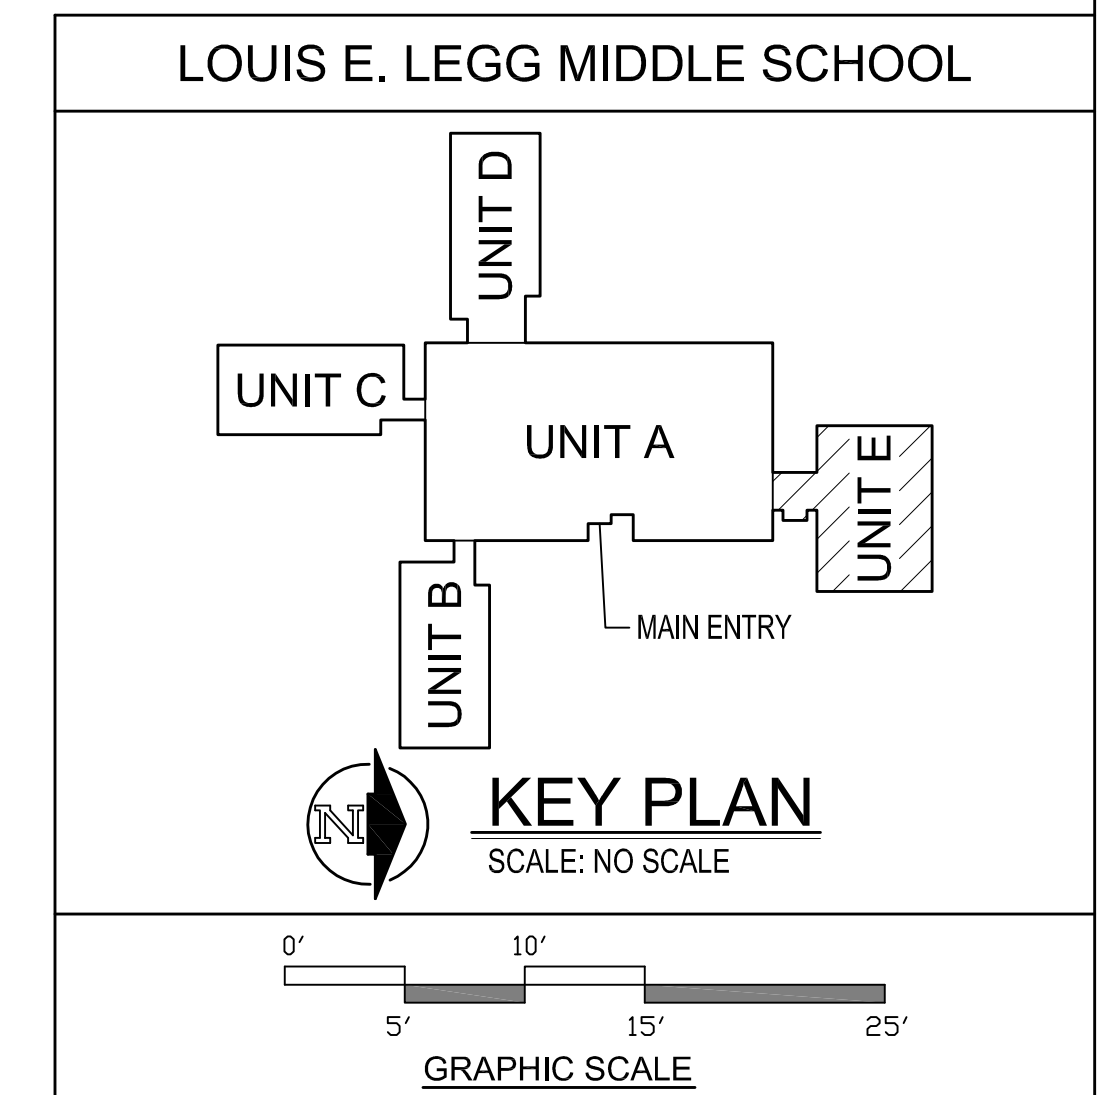 LOUIS E. LEGG MIDDLE SCHOOL
UNIT D
UNIT C
UNIT A
UNIT E
UNIT B
MAIN ENTRY
N
KEY PLAN
SCALE: NO SCALE
0' 10'
5' 15' 25'
GRAPHIC SCALE